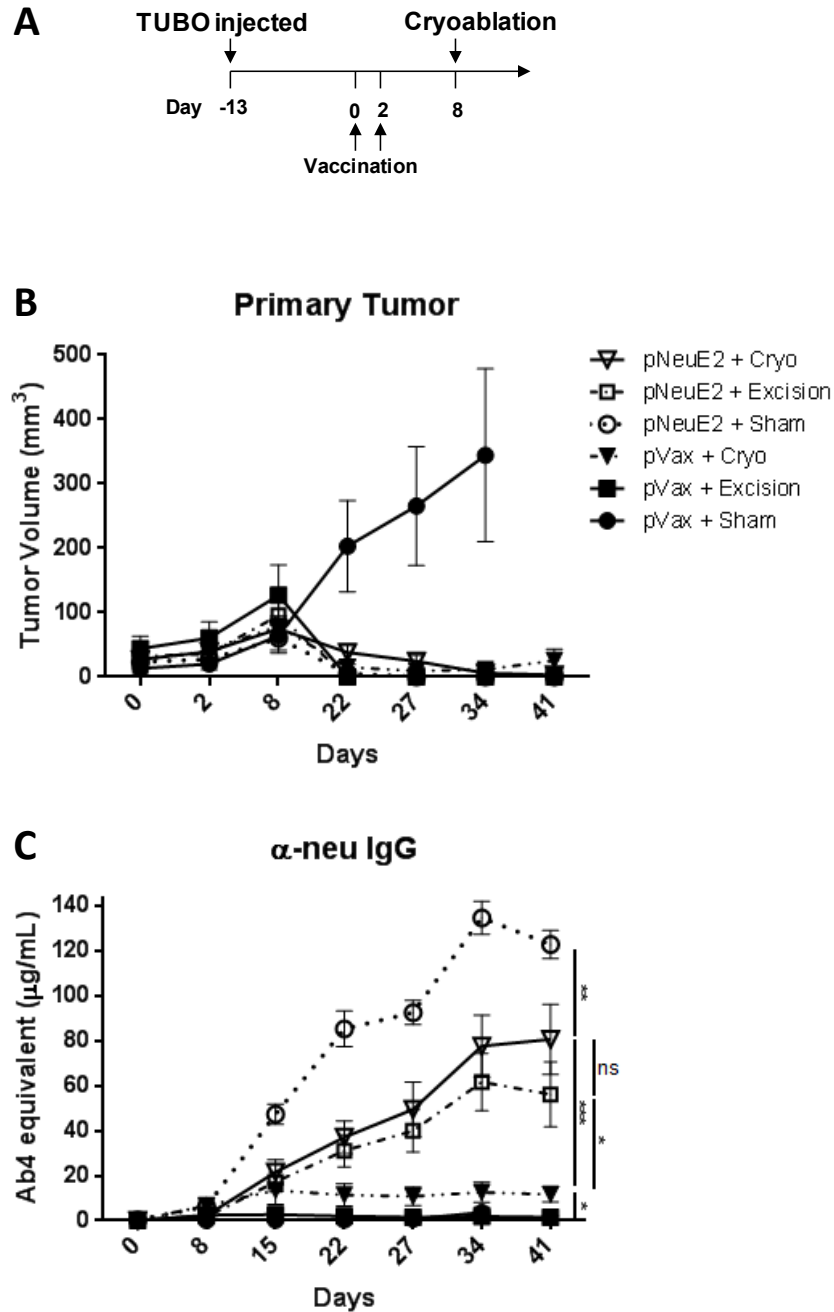 A
TUBO injected Cryoablation
Day -13 0 2 8
Vaccination
B
Primary Tumor
Tumor Volume (mm³)
500
400
300
200
100
0
0 2 8 22 27 34 41
Days
pNeuE2 + Cryo
pNeuE2 + Excision
pNeuE2 + Sham
pVax + Cryo
pVax + Excision
pVax + Sham
C
α-neu IgG
Ab4 equivalent (μg/mL)
140
120
100
80
60
40
20
0
0 8 15 22 27 34 41
Days
**
ns
***
*
*